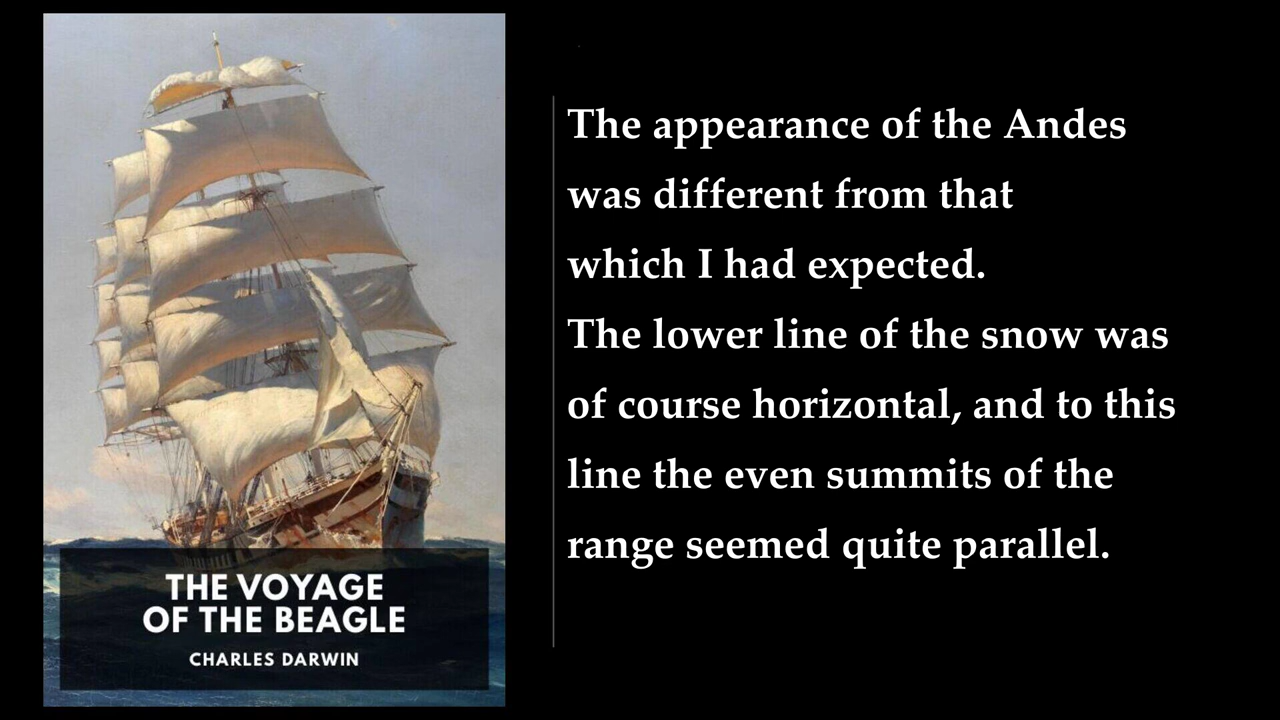 THE VOYAGE
OF THE BEAGLE
CHARLES DARWIN
The appearance of the Andes
was different from that
which I had expected.
The lower line of the snow was
of course horizontal, and to this
line the even summits of the
range seemed quite parallel.